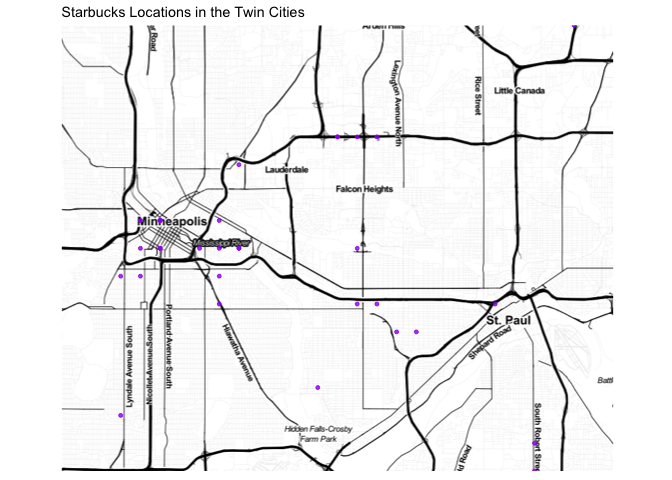 Starbucks Locations in the Twin Cities
Arden Hills
Road
Lexington Avenue North
Rice Street
Little Canada
Lauderdale
Falcon Heights
Minneapolis
Mississippi River
St. Paul
Shepard Road
Lyndale Avenue South
Nicollet Avenue South
Portland Avenue South
Hiawatha Avenue
Hidden Falls-Crosby
Farm Park
South Robert Stree
d Road
Battl